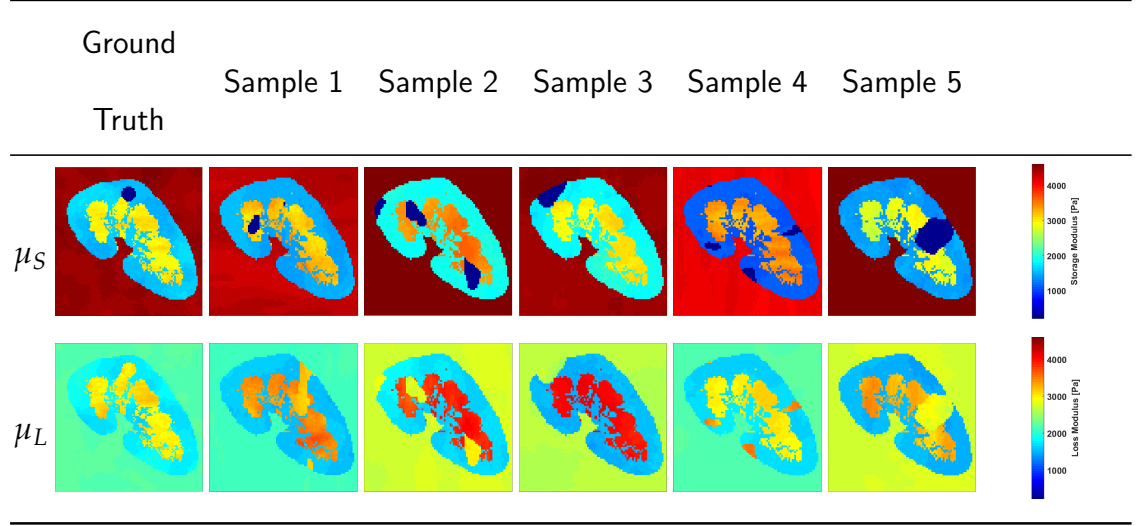 Ground
Truth
Sample 1 Sample 2 Sample 3 Sample 4 Sample 5
μS
4000
3000
2000
1000
Storage Modulus [Pa]
μL
4000
3000
2000
1000
Loss Modulus [Pa]